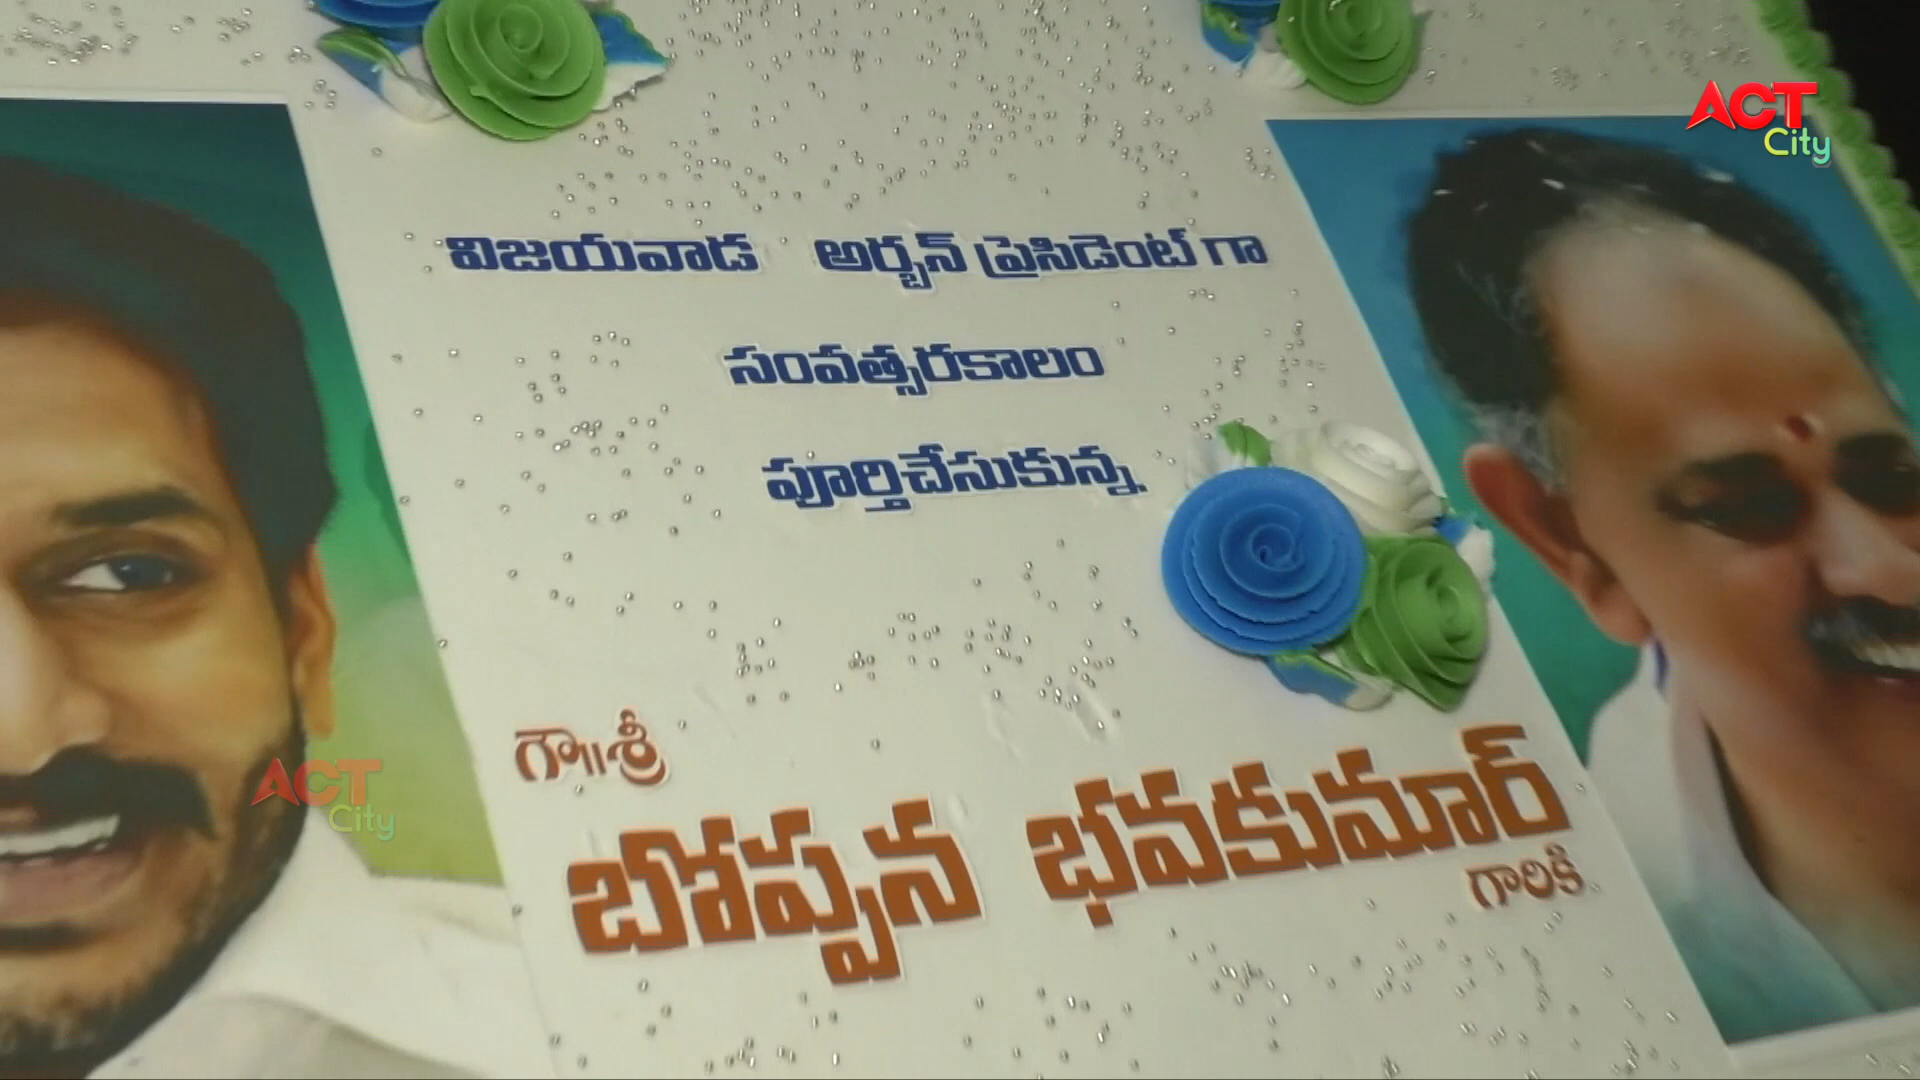 ACT
City
విజయవాడ అర్బన్ ప్రెసిడెంట్ గా
సంవత్సరకాలం
పూర్తిచేసుకున్న
గౌ||శ్రీ
బోప్పన భవకుమార్
గారికి
ACT
City